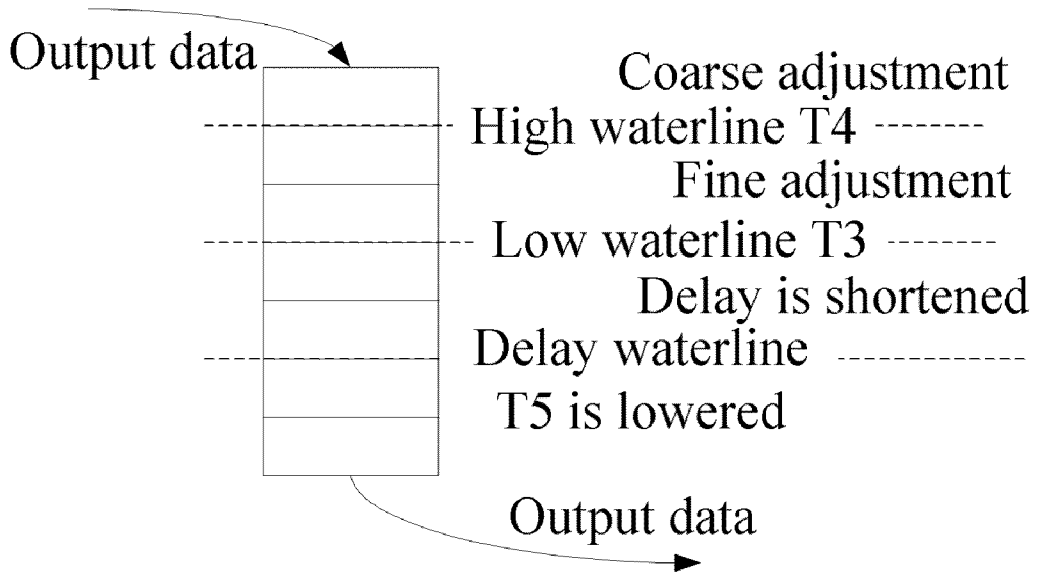 Output data
Coarse adjustment
High waterline T4
Fine adjustment
Low waterline T3
Delay is shortened
Delay waterline
T5 is lowered
Output data